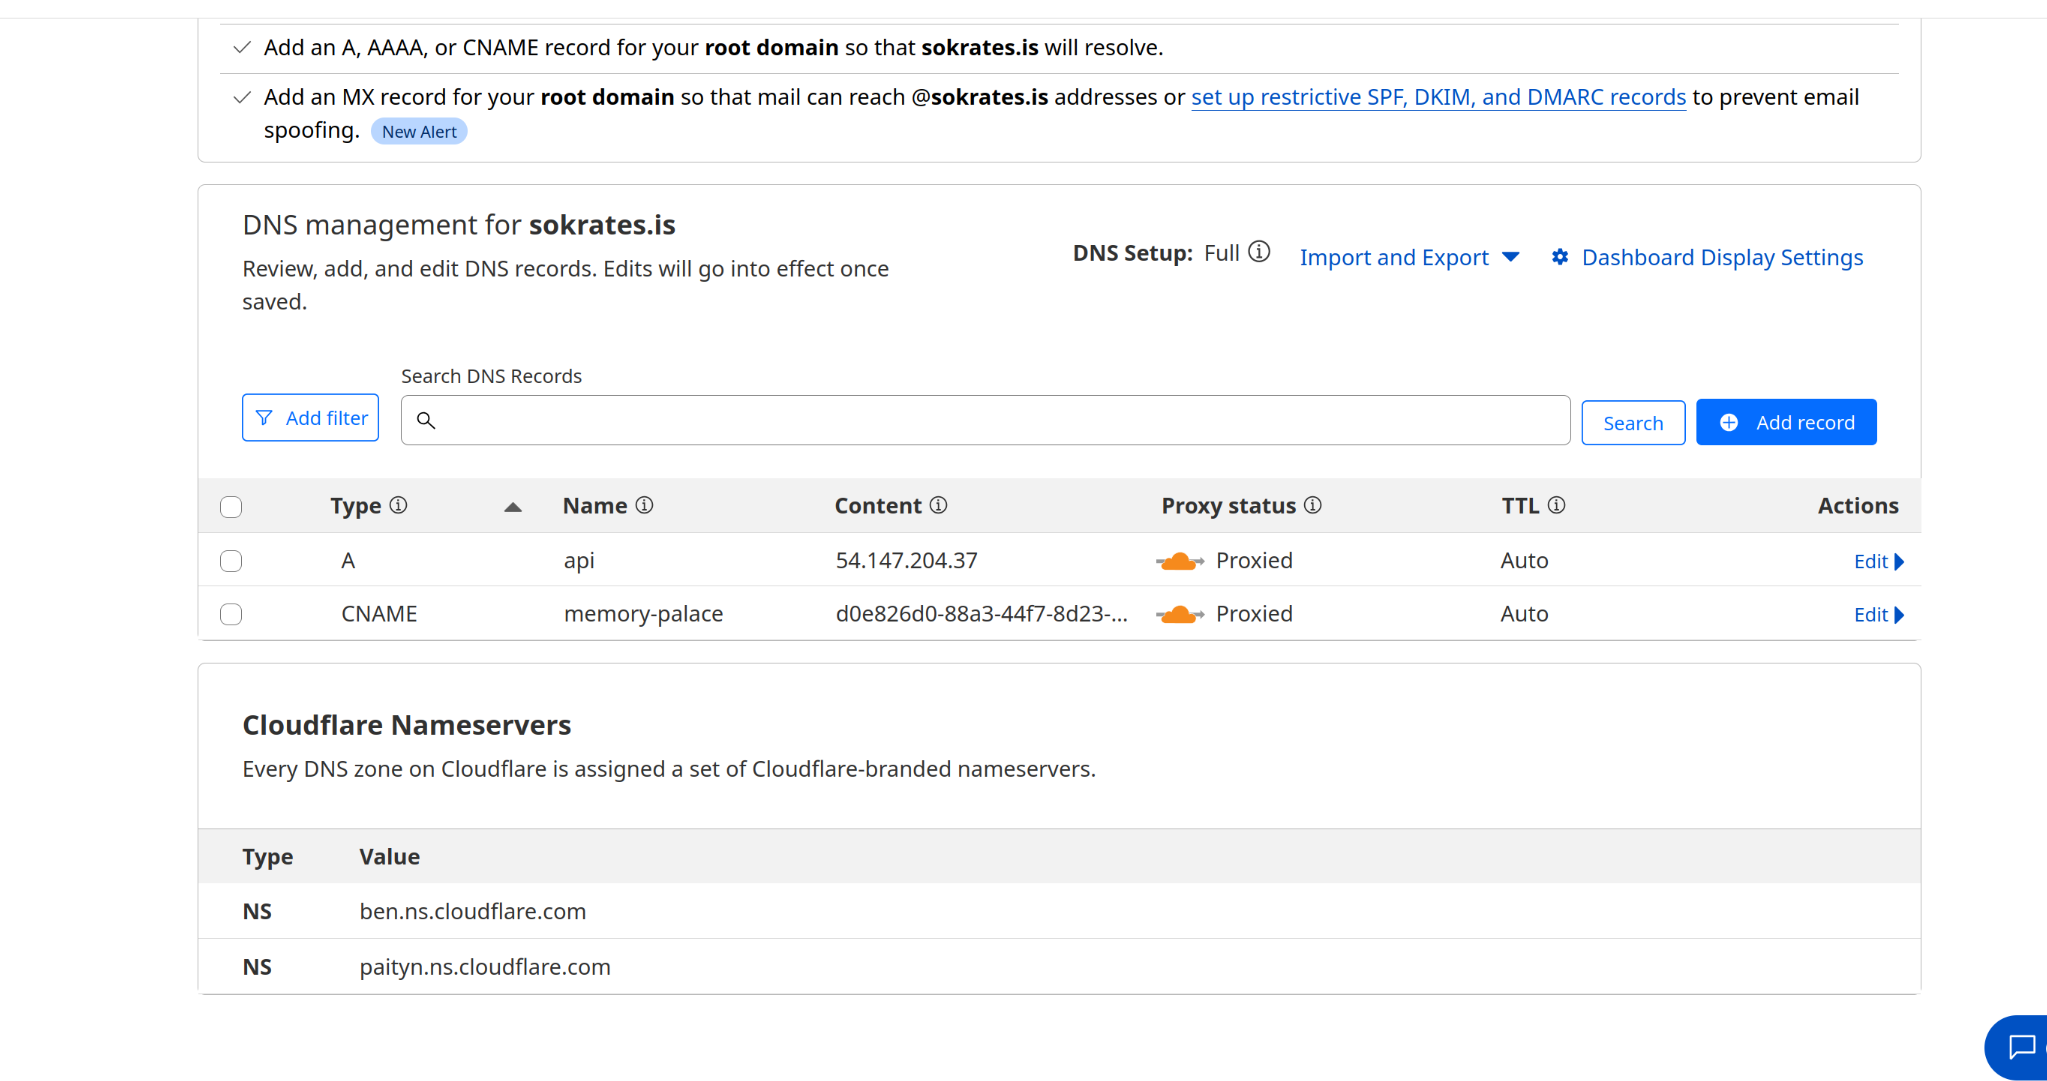 Add an A, AAAA, or CNAME record for your root domain so that sokrates.is will resolve.
Add an MX record for your root domain so that mail can reach @sokrates.is addresses or set up restrictive SPF, DKIM, and DMARC records to prevent email
spoofing. New Alert
DNS management for sokrates.is
Review, add, and edit DNS records. Edits will go into effect once
saved.
DNS Setup: Full Import and Export Dashboard Display Settings
Search DNS Records
Add filter Search Add record
Type Name Content Proxy status TTL Actions
A api 54.147.204.37 Proxied Auto Edit
CNAME memory-palace d0e826d0-88a3-44f7-8d23-... Proxied Auto Edit
Cloudflare Nameservers
Every DNS zone on Cloudflare is assigned a set of Cloudflare-branded nameservers.
Type Value
NS ben.ns.cloudflare.com
NS paityn.ns.cloudflare.com